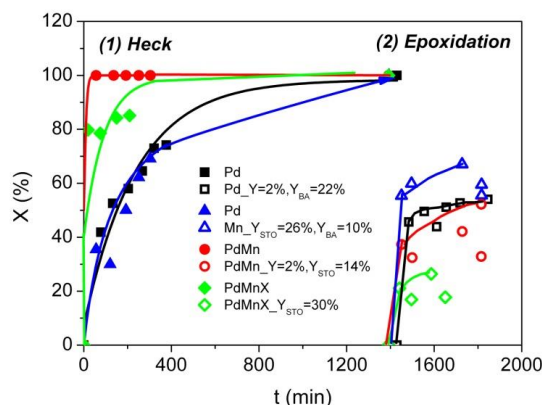 (1) Heck
(2) Epoxidation
120
100
80
60
40
20
0
X (%)
Pd
Pd_Y=2%,Y_BA=22%
Pd
Mn_Y_STO=26%,Y_BA=10%
PdMn
PdMn_Y=2%,Y_STO=14%
PdMnX
PdMnX_Y_STO=30%
0 400 800 1200 1600 2000
t (min)